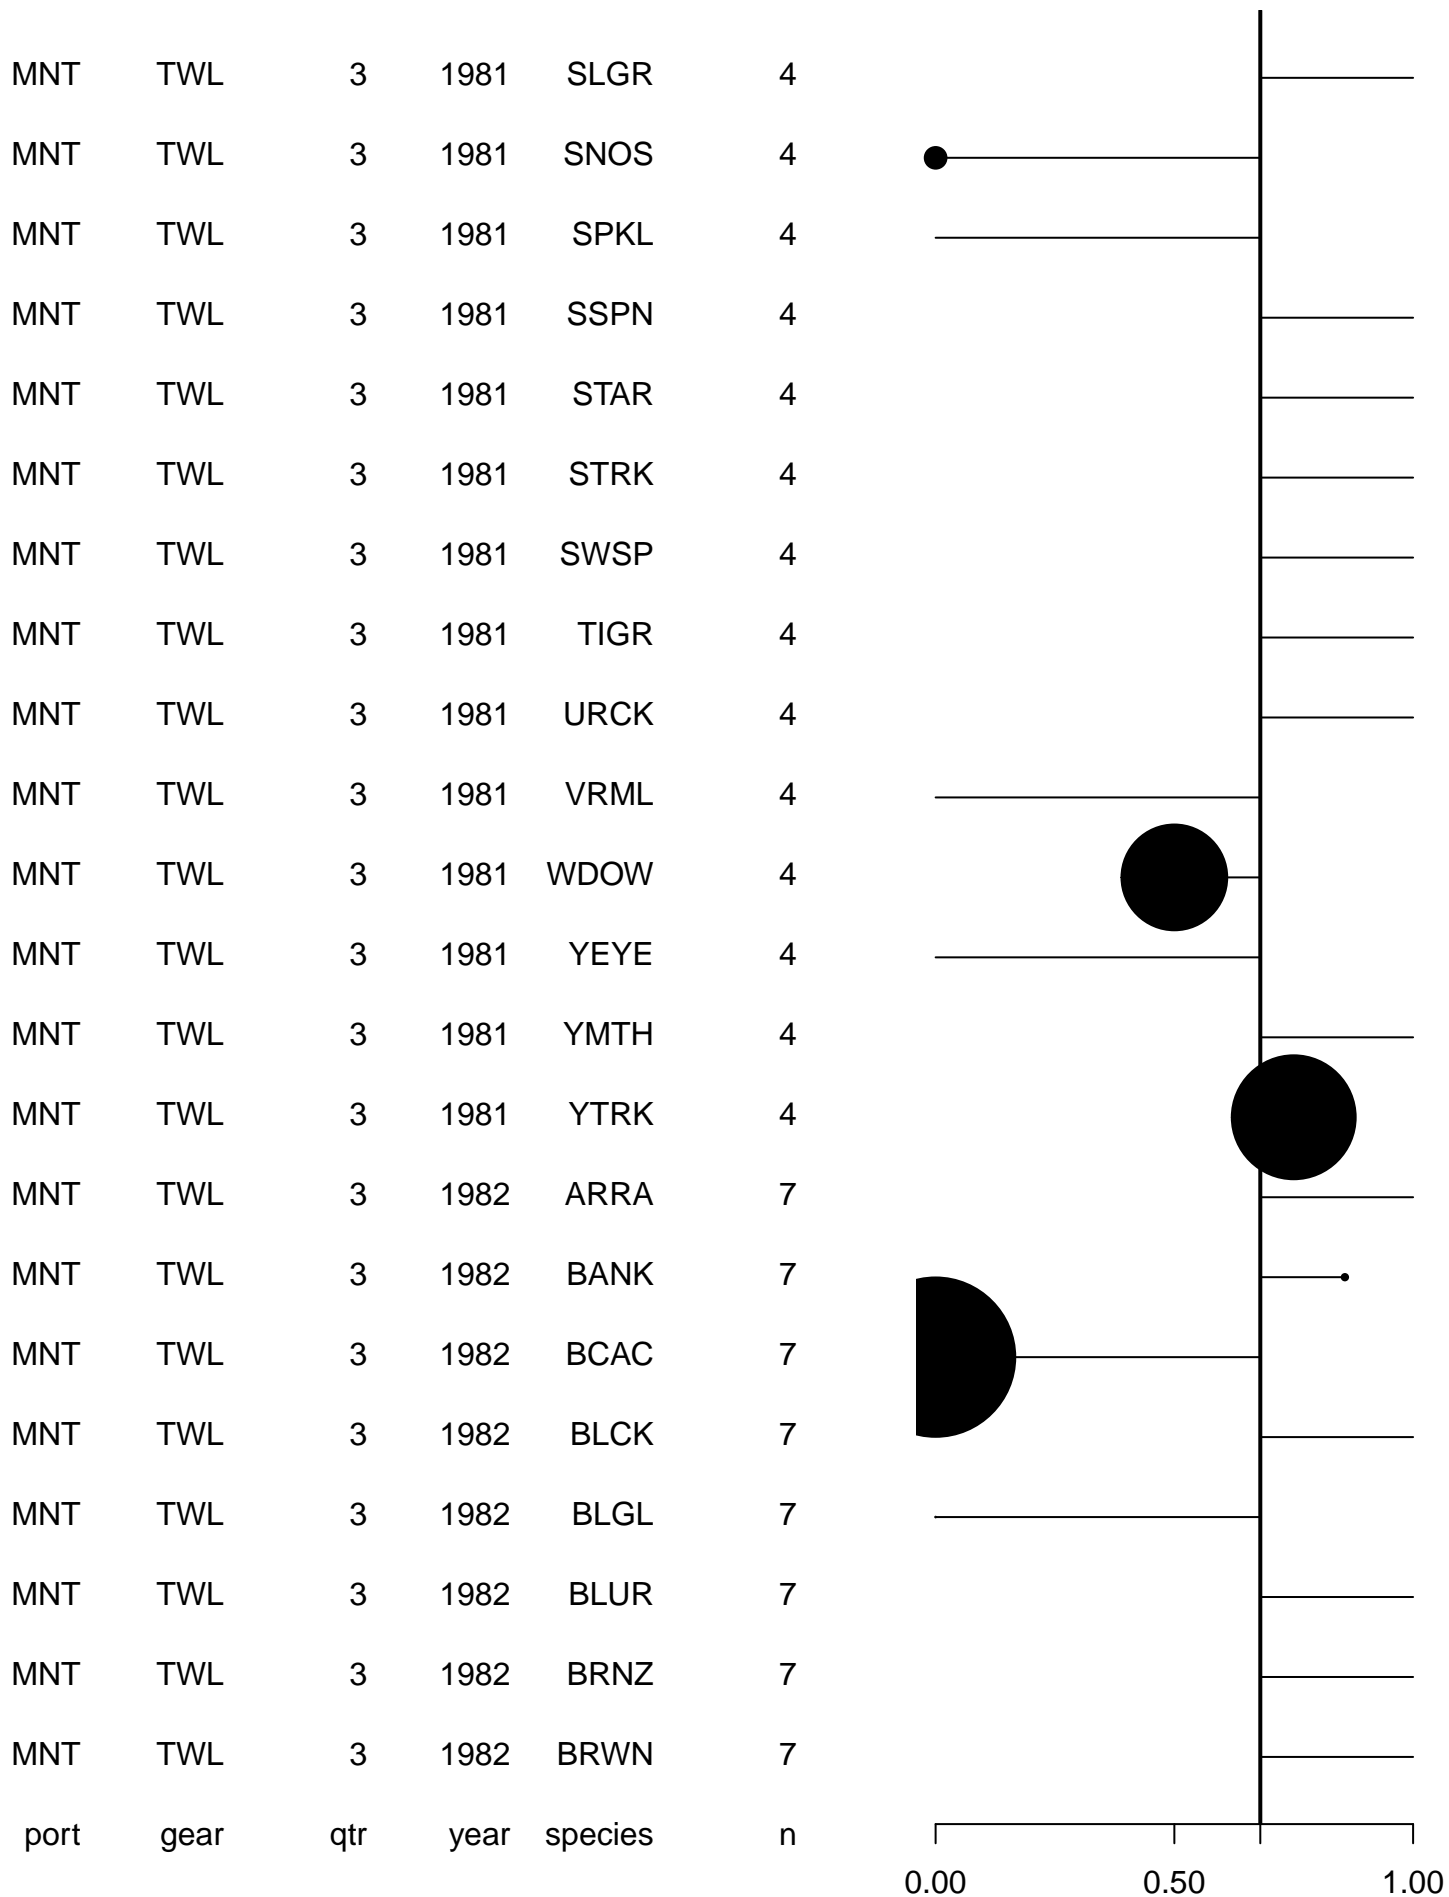 MNT TWL 3 1981 SLGR 4
MNT TWL 3 1981 SNOS 4
MNT TWL 3 1981 SPKL 4
MNT TWL 3 1981 SSPN 4
MNT TWL 3 1981 STAR 4
MNT TWL 3 1981 STRK 4
MNT TWL 3 1981 SWSP 4
MNT TWL 3 1981 TIGR 4
MNT TWL 3 1981 URCK 4
MNT TWL 3 1981 VRML 4
MNT TWL 3 1981 WDOW 4
MNT TWL 3 1981 YEYE 4
MNT TWL 3 1981 YMTH 4
MNT TWL 3 1981 YTRK 4
MNT TWL 3 1982 ARRA 7
MNT TWL 3 1982 BANK 7
MNT TWL 3 1982 BCAC 7
MNT TWL 3 1982 BLCK 7
MNT TWL 3 1982 BLGL 7
MNT TWL 3 1982 BLUR 7
MNT TWL 3 1982 BRNZ 7
MNT TWL 3 1982 BRWN 7
port gear qtr year species n
0.00 0.50 1.00